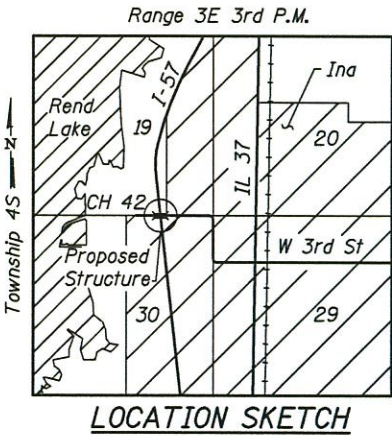 Range 3E 3rd P.M.
Township 4S
N
Rend
Lake
19
I-57
IL 37
Ina
20
CH 42
W 3rd St
Proposed
Structure
30
29
LOCATION SKETCH